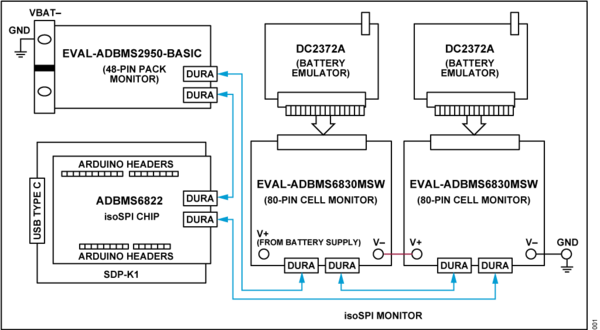 VBAT–
GND
EVAL-ADBMS2950-BASIC
(48-PIN PACK
MONITOR)
DURA
DURA
DC2372A
(BATTERY
EMULATOR)
DC2372A
(BATTERY
EMULATOR)
USB TYPE C
ARDUINO HEADERS
ADBMS6822
isoSPI CHIP
DURA
DURA
ARDUINO HEADERS
SDP-K1
EVAL-ADBMS6830MSW
(80-PIN CELL MONITOR)
V+
(FROM BATTERY SUPPLY)
V–
DURA
DURA
EVAL-ADBMS6830MSW
(80-PIN CELL MONITOR)
V+
V–
GND
DURA
DURA
isoSPI MONITOR
001